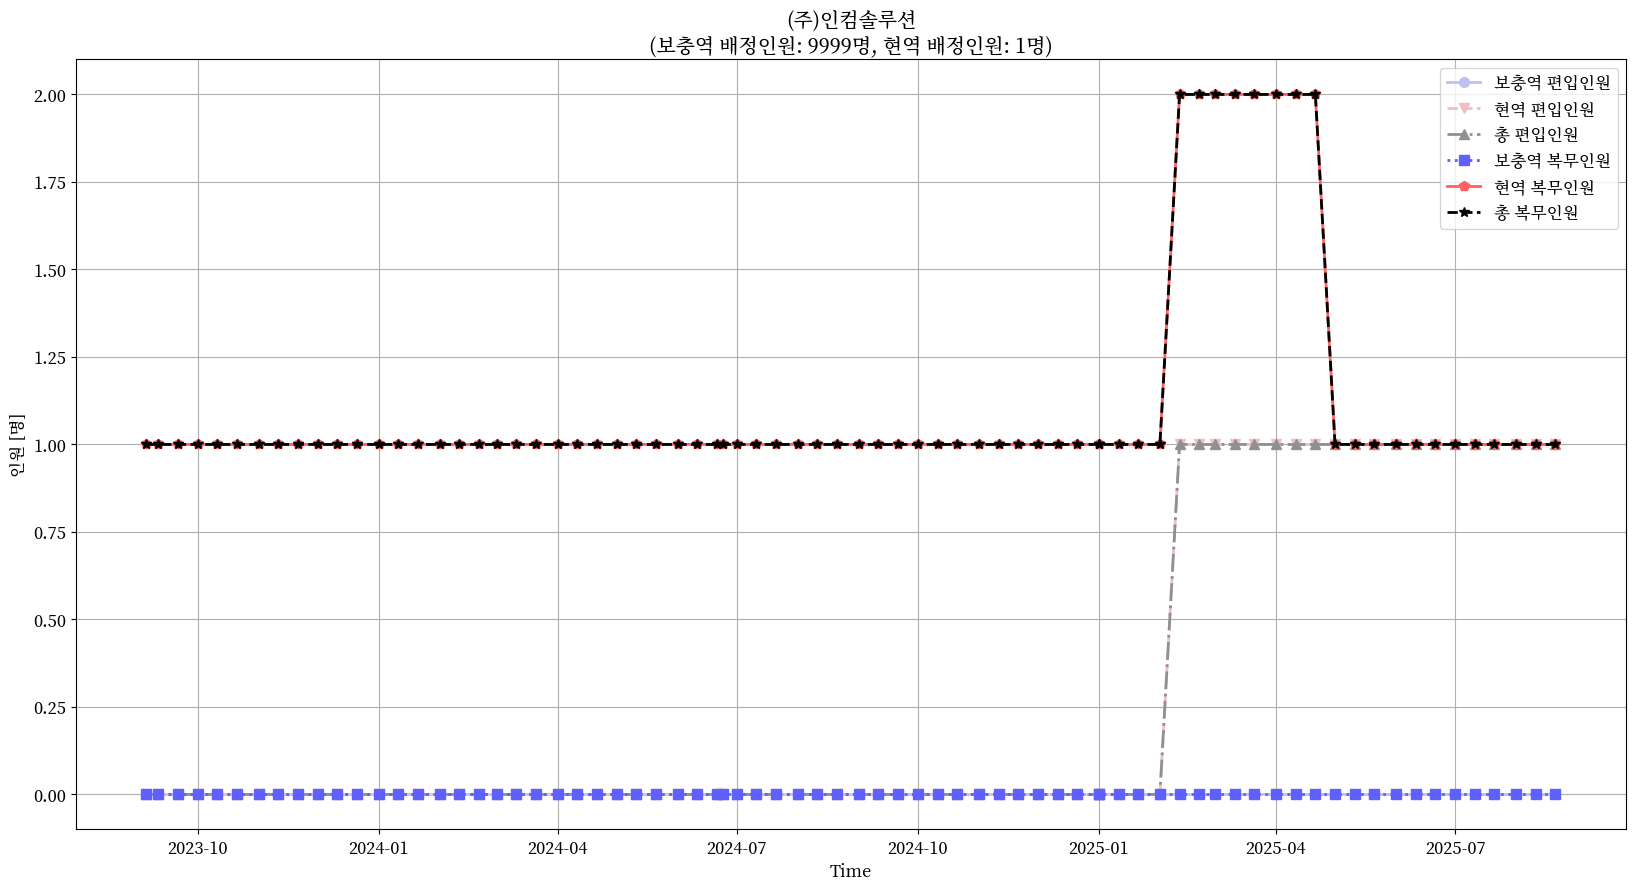 (주)인컴솔루션
(보충역 배정인원: 9999명, 현역 배정인원: 1명)
보충역 편입인원
현역 편입인원
총 편입인원
보충역 복무인원
현역 복무인원
총 복무인원
인원 [명]
2.00
1.75
1.50
1.25
1.00
0.75
0.50
0.25
0.00
2023-10
2024-01
2024-04
2024-07
2024-10
2025-01
2025-04
2025-07
Time